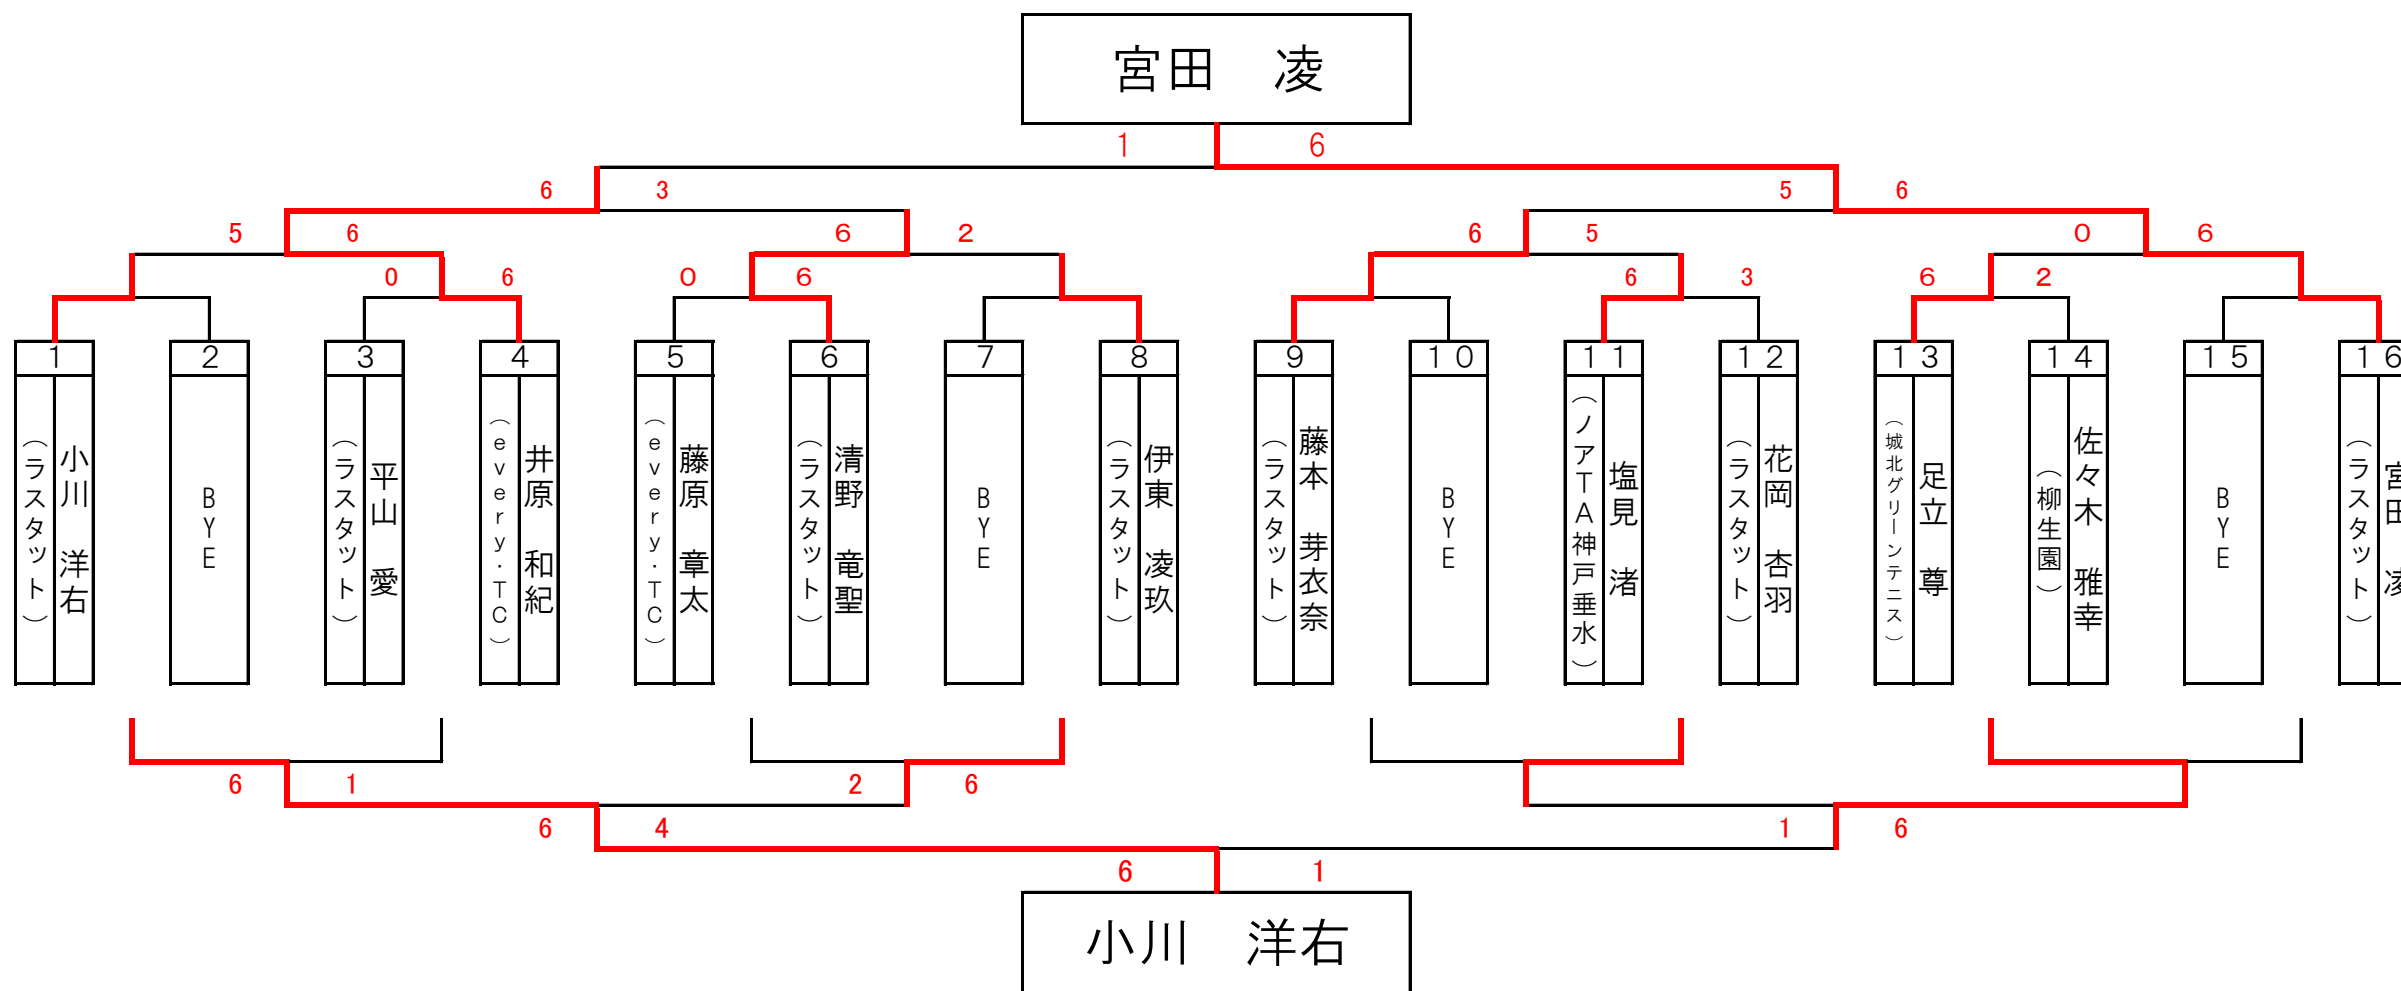 宮田　凌
1 6
6 3 5 6
5 6 6 2 6 5 0 6
0 6 0 6 6 3 6 2
1 2 3 4 5 6 7 8 9 10 11 12 13 14 15 16
小川　洋右
（ラスタット）
BYE
平山　愛
（ラスタット）
井原　和紀
（every・TC）
藤原　章太
（every・TC）
清野　竜聖
（ラスタット）
BYE
伊東　凌玖
（ラスタット）
藤本　芽衣奈
（ラスタット）
BYE
塩見　渚
（ノアTA神戸垂水）
花岡　杏羽
（ラスタット）
足立　尊
（城北グリーンテニス）
佐々木　雅幸
（柳生園）
BYE
宮田　凌
（ラスタット）
6 1 2 6
6 4 1 6
6 1
小川　洋右